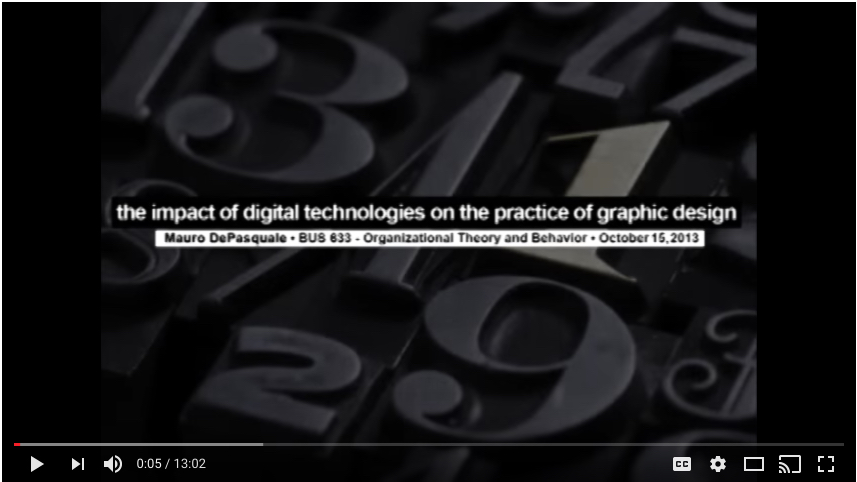 the impact of digital technologies on the practice of graphic design
Mauro DePasquale • BUS 633 - Organizational Theory and Behavior • October 15, 2013
0:05 / 13:02
CC